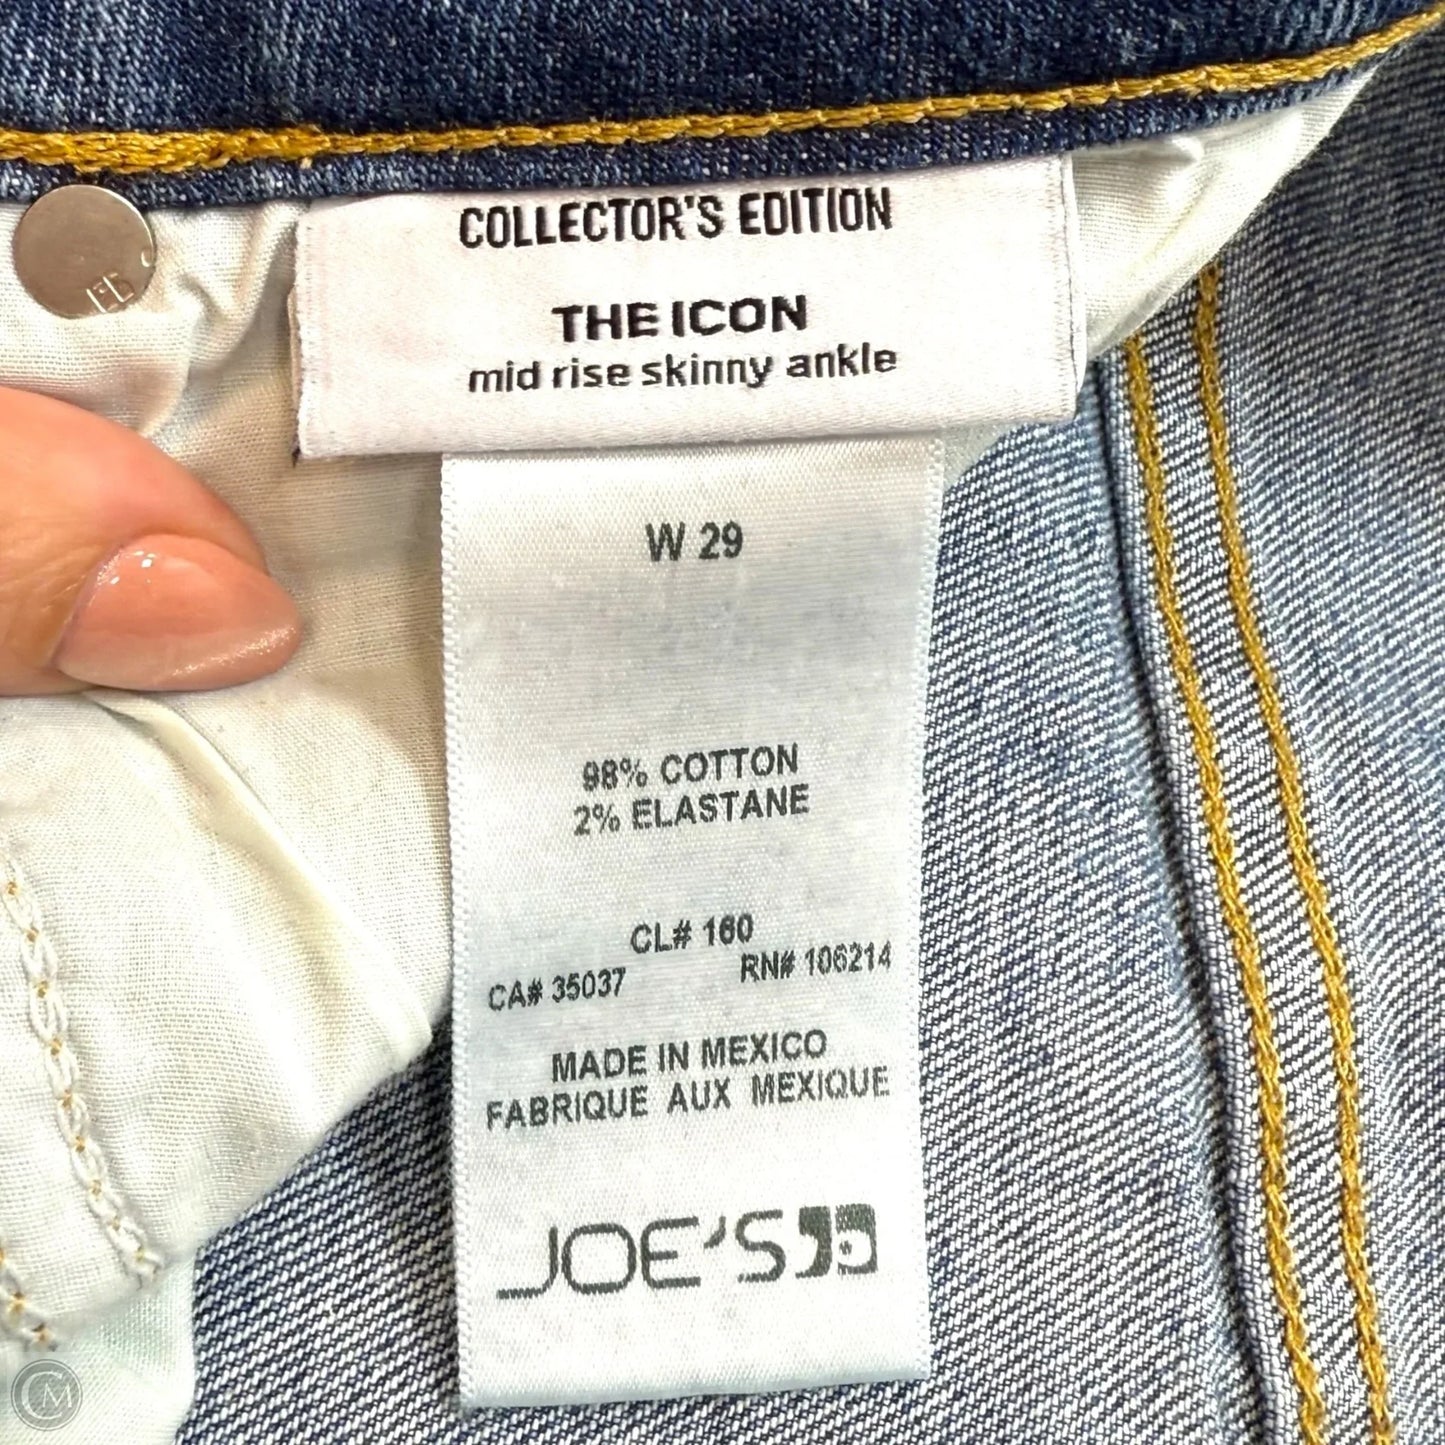 COLLECTOR'S EDITION
THE ICON
mid rise skinny ankle
W 29
98% COTTON
2% ELASTANE
CL# 160
CA# 35037 RN# 106214
MADE IN MEXICO
FABRIQUE AUX MEXIQUE
JOE'S
CM